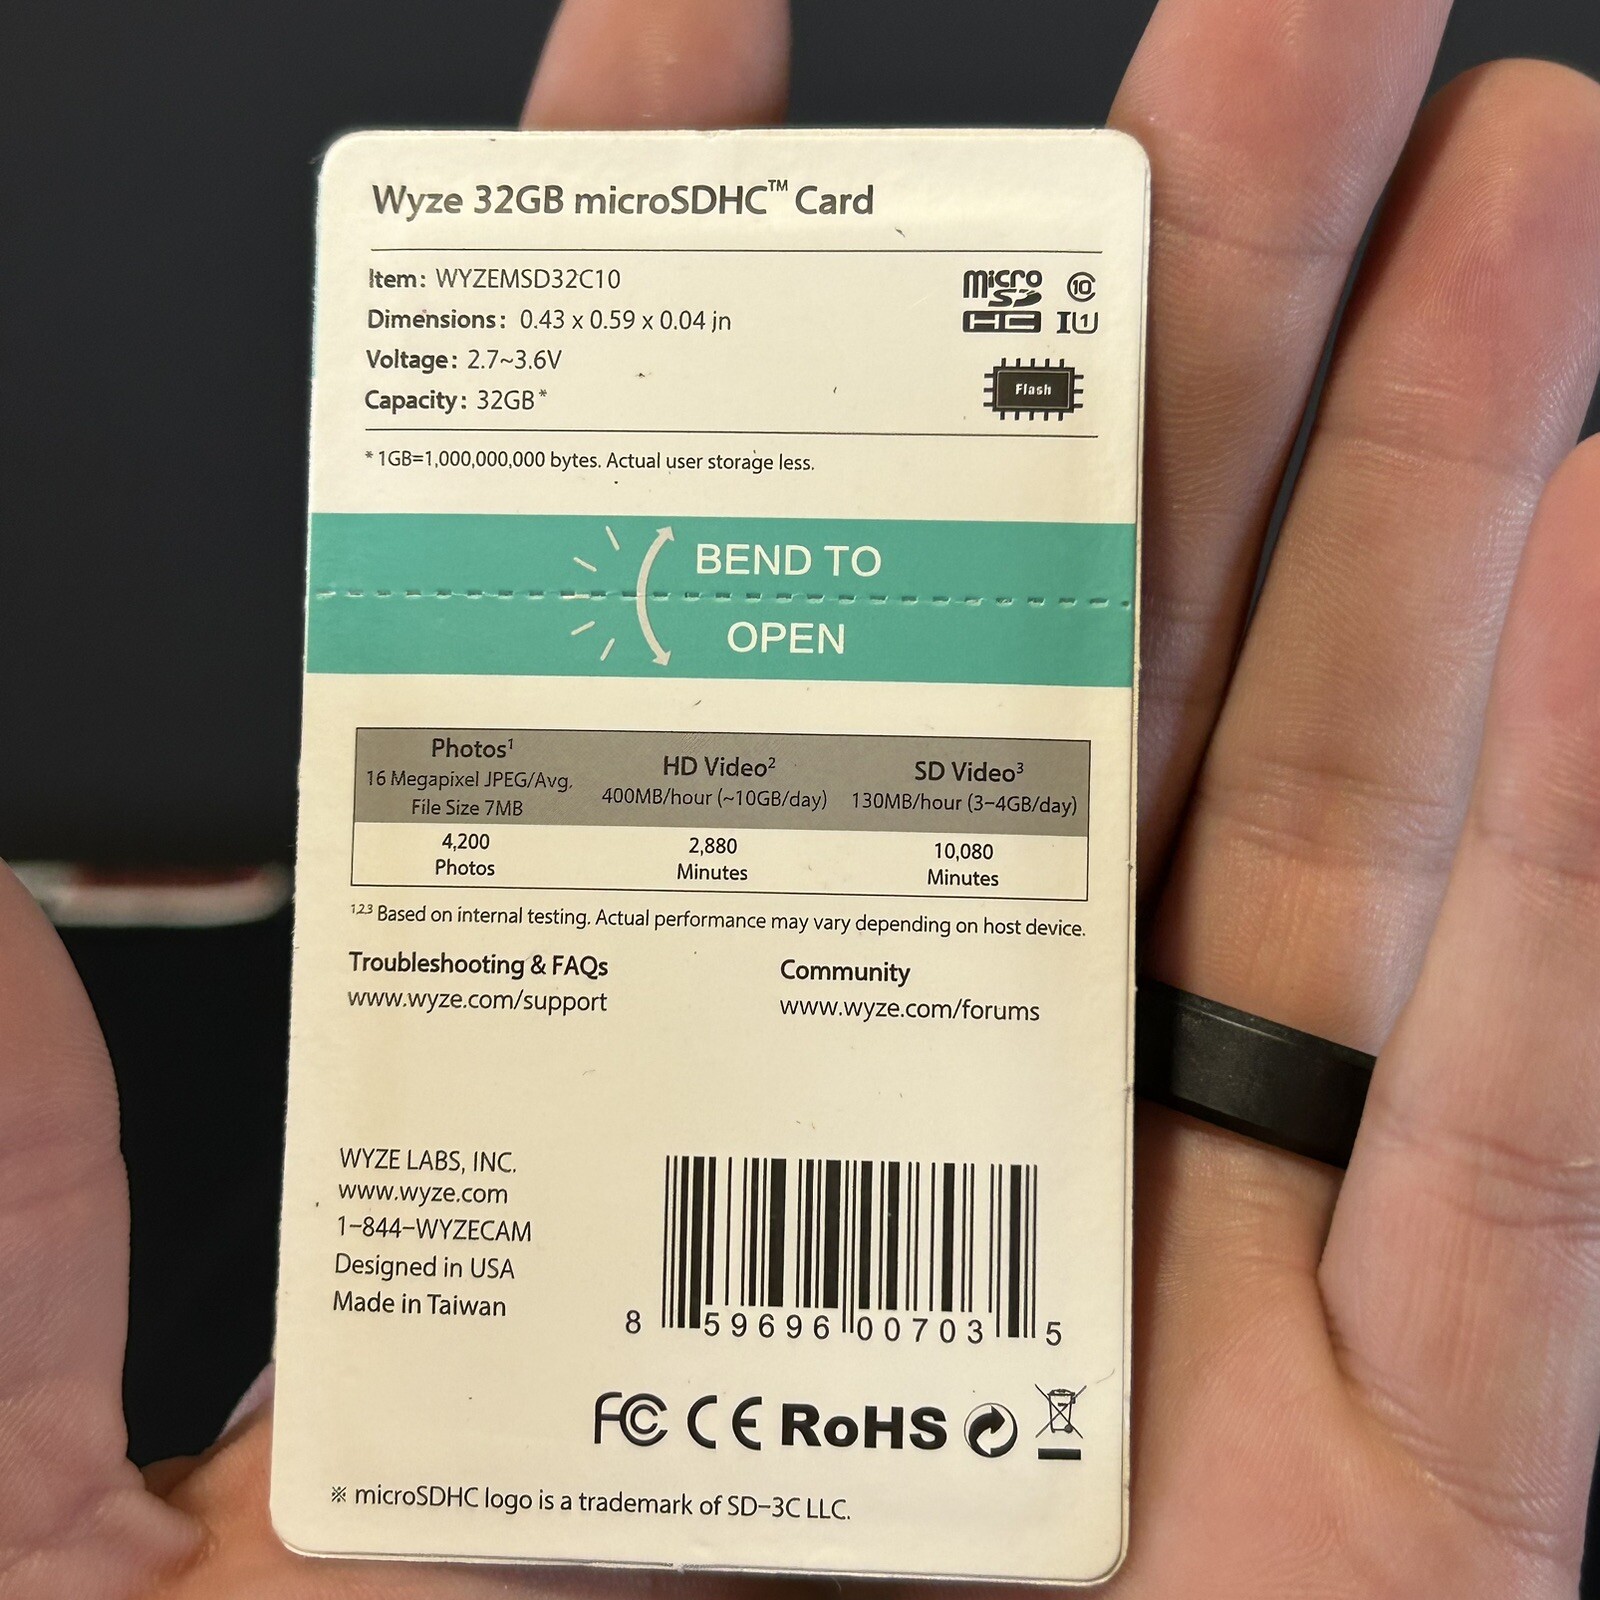 Wyze 32GB microSDHC™ Card
Item: WYZEMSD32C10
Dimensions: 0.43 x 0.59 x 0.04 in
Voltage: 2.7~3.6V
Capacity: 32GB*
micro SD HC
10
I U1
Flash
* 1GB=1,000,000,000 bytes. Actual user storage less.
BEND TO
OPEN
Photos¹
16 Megapixel JPEG/Avg.
File Size 7MB
HD Video²
400MB/hour (~10GB/day)
SD Video³
130MB/hour (3–4GB/day)
4,200
Photos
2,880
Minutes
10,080
Minutes
¹,²,³ Based on internal testing. Actual performance may vary depending on host device.
Troubleshooting & FAQs
www.wyze.com/support
Community
www.wyze.com/forums
WYZE LABS, INC.
www.wyze.com
1–844–WYZECAM
Designed in USA
Made in Taiwan
8 59696 00703 5
FC CE RoHS
※ microSDHC logo is a trademark of SD–3C LLC.